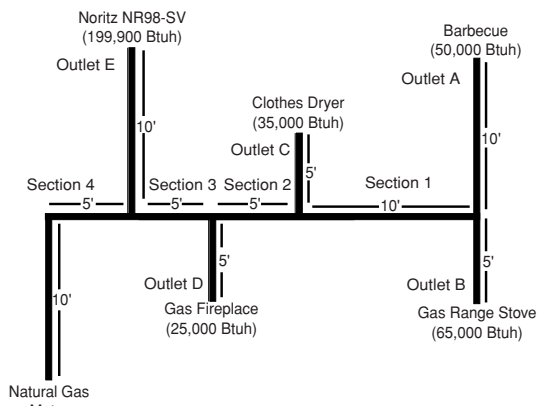 Noritz NR98-SV
(199,900 Btuh)
Outlet E
Barbecue
(50,000 Btuh)
Outlet A
Clothes Dryer
(35,000 Btuh)
Outlet C
10'
10'
5'
Section 4
Section 3
Section 2
Section 1
5'
5'
5'
10'
10'
5'
5'
Outlet D
Gas Fireplace
(25,000 Btuh)
Outlet B
Gas Range Stove
(65,000 Btuh)
Natural Gas